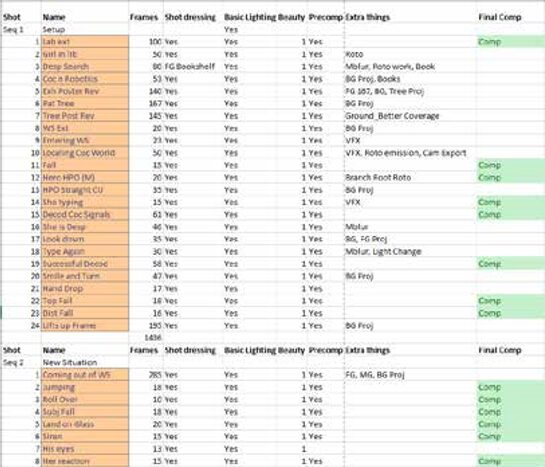 Shot Name Frames Shot dressing Basic Lighting Beauty Precomp Extra things Final Comp
Seq 1 Setup Yes
1 Lab ext 100 Yes Yes 1 Yes Comp
2 Girl in lib 50 Yes Yes 1 Yes Roto
3 Deep Search 80 FG Bookshelf Yes 1 Yes Mblur, Roto work, Book
4 Coc n Robotics 53 Yes Yes 1 Yes BG Proj, Books
5 Exh Poster Rev 140 Yes Yes 1 Yes FG 167, BG, Tree Proj
6 Pat Tree 167 Yes Yes 1 Yes BG Proj
7 Tree Post Rev 145 Yes Yes 1 Yes Ground_Better Coverage
8 WS Ext 20 Yes Yes 1 Yes BG Proj
9 Entering WS 23 Yes Yes 1 Yes VFX
10 Locating Coc World 50 Yes Yes 1 Yes VFX, Roto emission, Cam Export
11 Fall 15 Yes Yes 1 Yes Comp
12 Hero HPO (M) 20 Yes Yes 1 Yes Branch Root Roto Comp
13 HPO Straight CU 35 Yes Yes 1 Yes BG Proj
14 She typing 15 Yes Yes 1 Yes VFX Comp
15 Decod Coc Signals 61 Yes Yes 1 Yes Comp
16 She is Desp 46 Yes Yes 1 Yes Mblur
17 Look down 35 Yes Yes 1 Yes BG, FG Proj
18 Type Again 30 Yes Yes 1 Yes Mblur, Light Change
19 Successful Decod 58 Yes Yes 1 Yes Comp
20 Smile and Turn 47 Yes Yes 1 Yes BG Proj
21 Hand Drop 17 Yes Yes 1 Yes
22 Top Fall 18 Yes Yes 1 Yes Comp
23 Dist Fall 16 Yes Yes 1 Yes Comp
24 Lifts up Frame 195 Yes Yes 1 Yes BG Proj
1436
Shot Name Frames Shot dressing Basic Lighting Beauty Precomp Extra things Final Comp
Seq 2 New Situation
1 Coming out of WS 285 Yes Yes 1 Yes FG, MG, BG Proj
2 Jumping 18 Yes Yes 1 Yes Comp
3 Roll Over 10 Yes Yes 1 Yes Comp
4 Subj Fall 18 Yes Yes 1 Yes Comp
5 Land on Glass 20 Yes Yes 1 Yes Comp
6 Siren 15 Yes Yes 1 Yes Comp
7 His eyes 13 Yes Yes 1
8 Her reaction 15 Yes Yes 1 Yes Comp